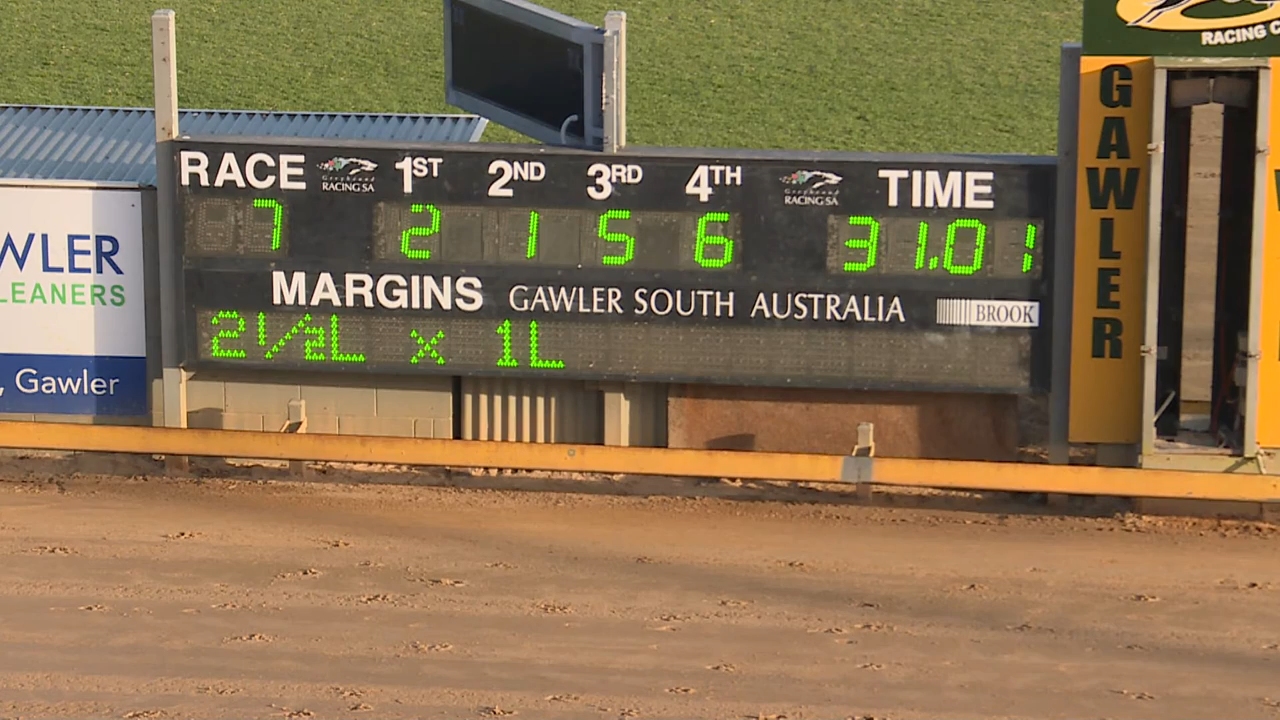 RACING C
GAWLER
RACE Greyhound RACING SA 1ST 2ND 3RD 4TH Greyhound RACING SA TIME
7 2 1 5 6 31.01
MARGINS GAWLER SOUTH AUSTRALIA BROOK
2 1/2L x 1L
WLER
LEANERS
, Gawler